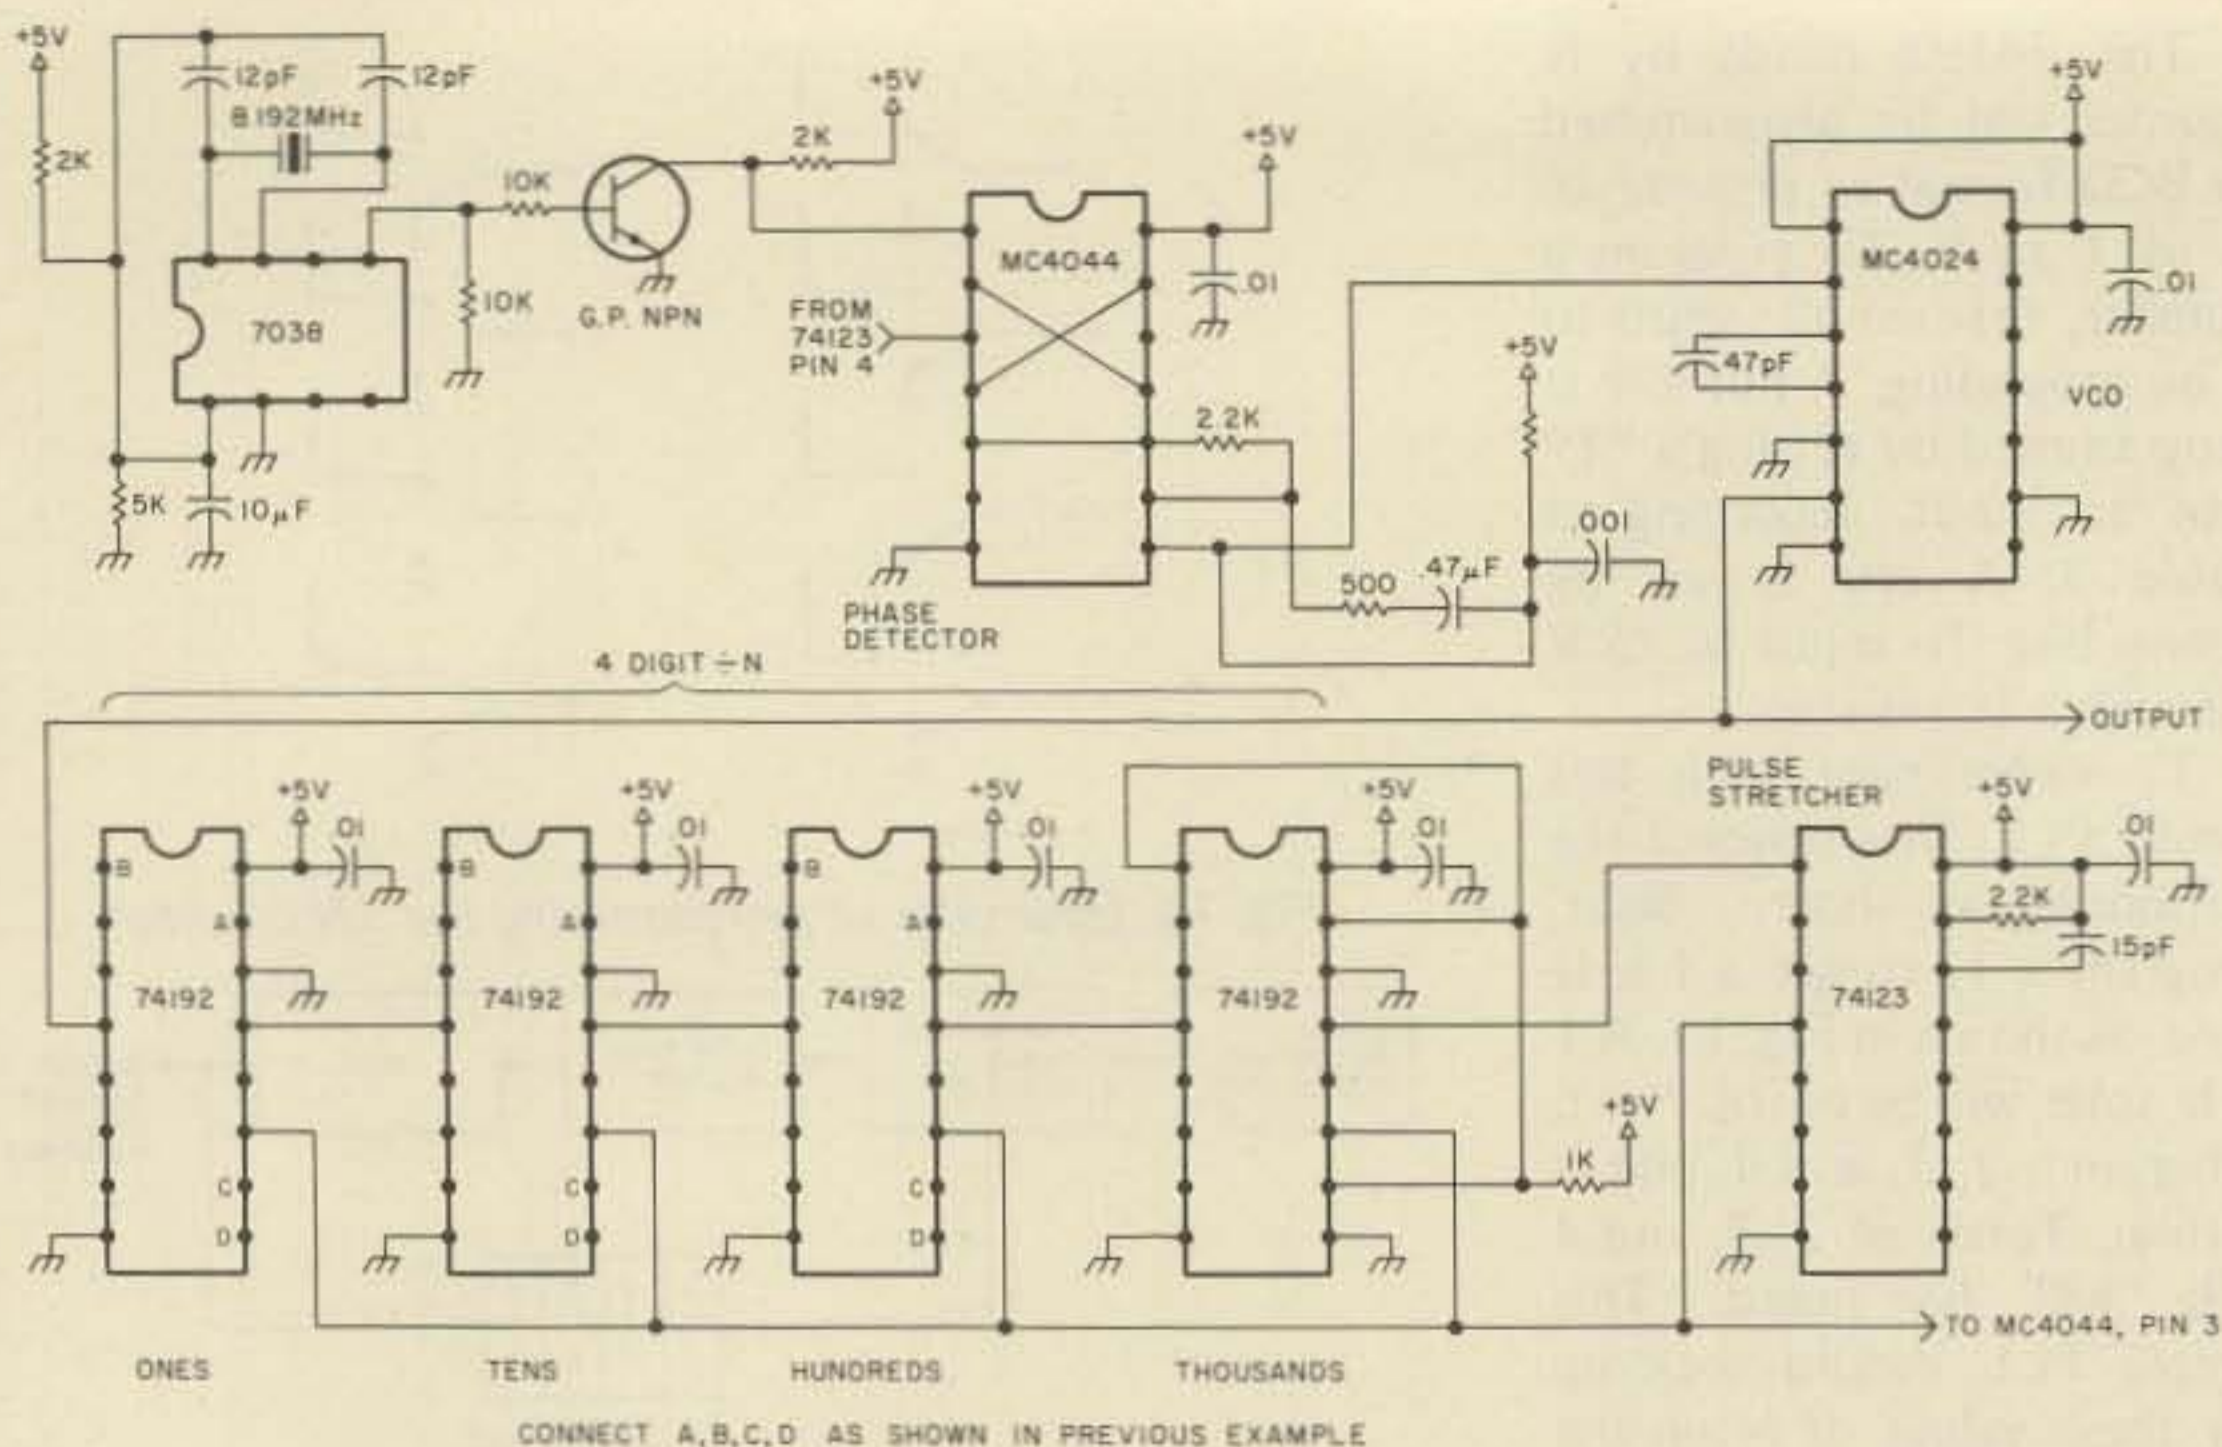 +5V
12pF
12pF
8.192MHz
2K
7038
5K
10µF
10K
10K
G.P. NPN
2K
+5V
+5V
MC4044
.01
FROM
74123
PIN 4
2.2K
PHASE
DETECTOR
500
.47µF
+5V
.001
+5V
MC4024
.01
47pF
VCO
4 DIGIT ÷ N
OUTPUT
+5V
.01
B
A
74192
C
D
+5V
.01
B
A
74192
C
D
+5V
.01
B
A
74192
C
D
+5V
.01
74192
+5V
1K
PULSE
STRETCHER
+5V
.01
2.2K
15pF
74123
TO MC4044, PIN 3
ONES
TENS
HUNDREDS
THOUSANDS
CONNECT A,B,C,D AS SHOWN IN PREVIOUS EXAMPLE